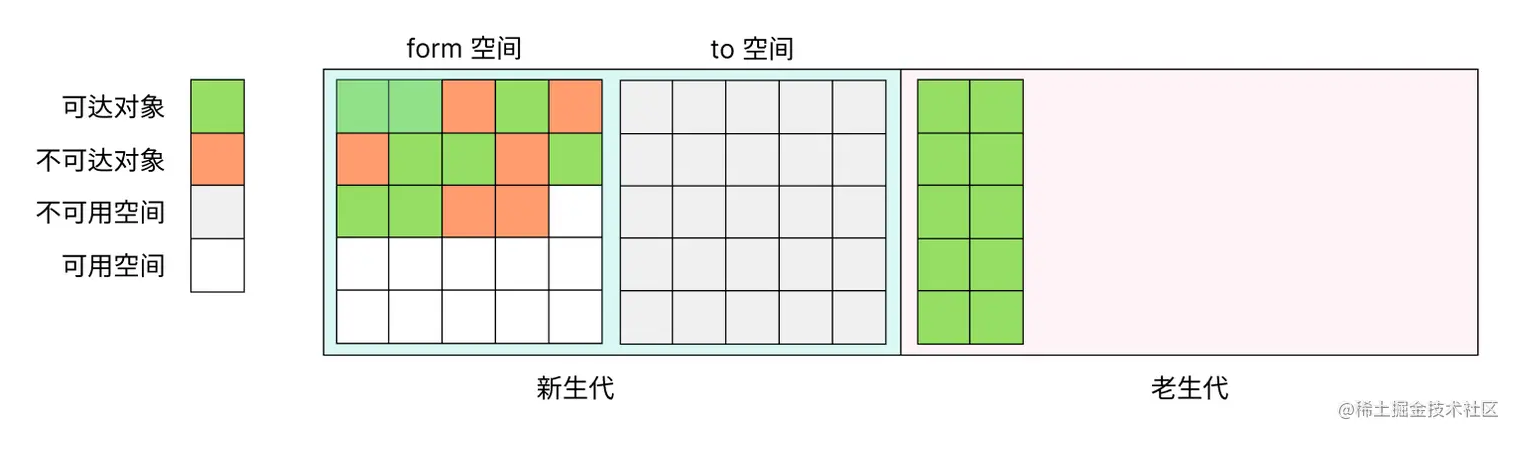 form 空间
to 空间
可达对象
不可达对象
不可用空间
可用空间
新生代
老生代
@稀土掘金技术社区